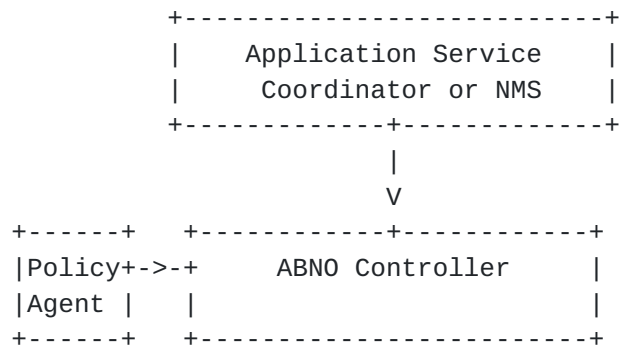 Application Service
Coordinator or NMS
Policy
ABNO Controller
Agent